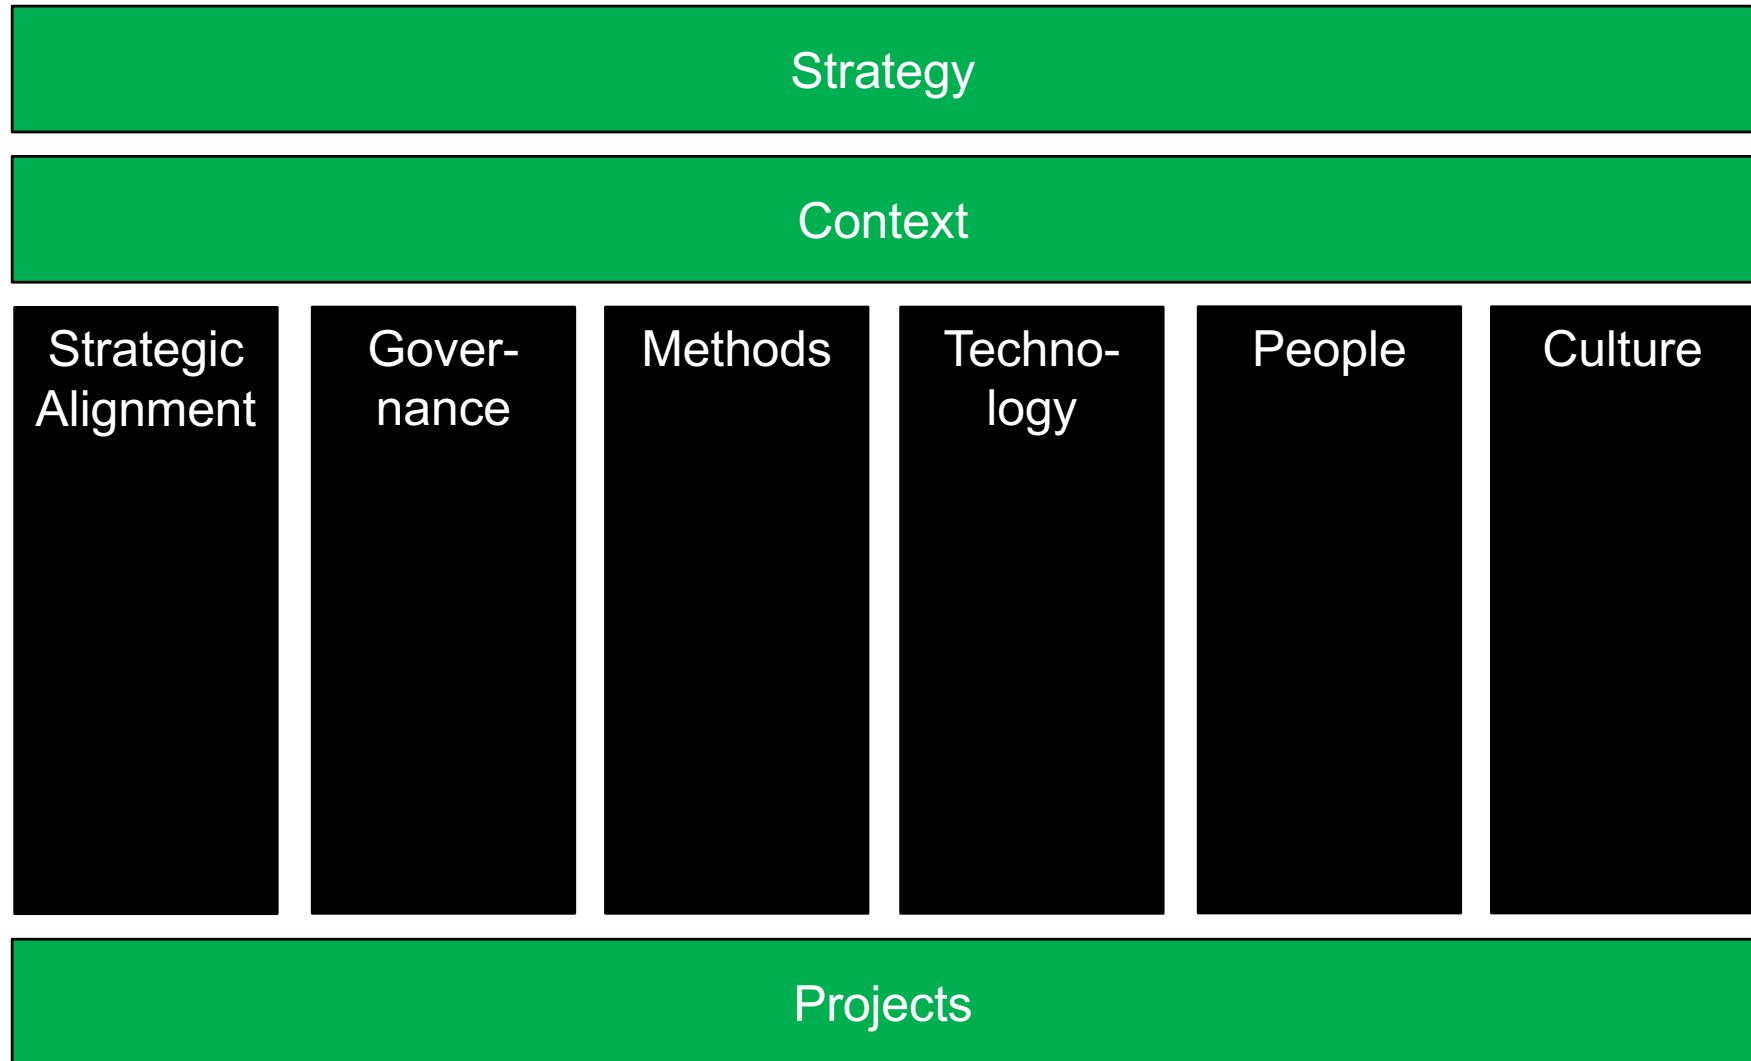 Strategy
Context
Strategic
Alignment
Gover-
nance
Methods
Techno-
logy
People
Culture
Projects